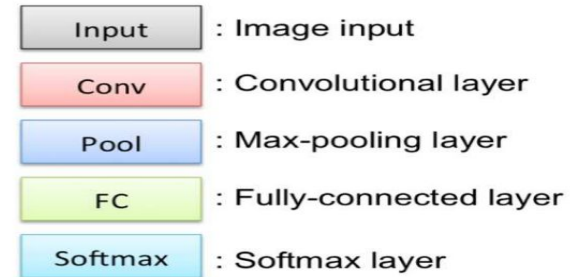 Input : Image input
Conv : Convolutional layer
Pool : Max-pooling layer
FC : Fully-connected layer
Softmax : Softmax layer